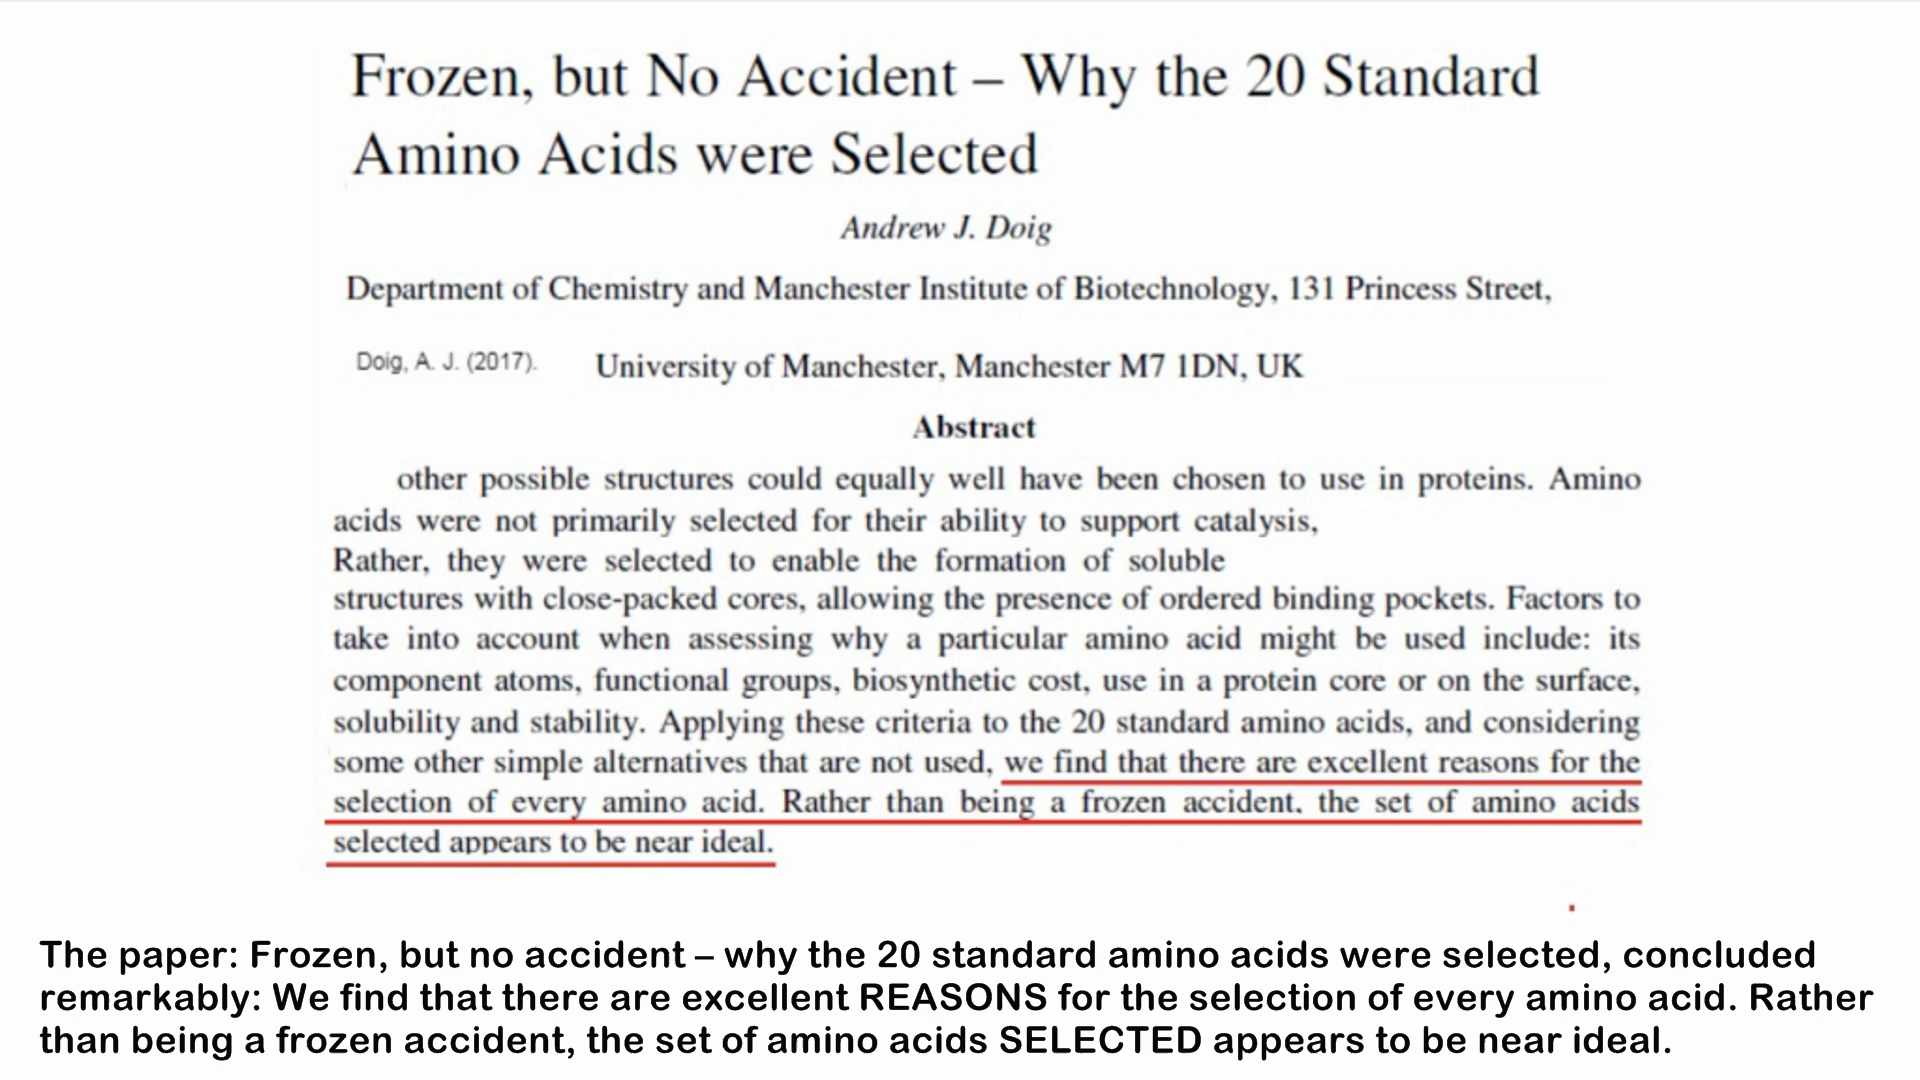 Frozen, but No Accident – Why the 20 Standard
Amino Acids were Selected
Andrew J. Doig
Department of Chemistry and Manchester Institute of Biotechnology, 131 Princess Street,
Doig, A. J. (2017). University of Manchester, Manchester M7 1DN, UK
Abstract
other possible structures could equally well have been chosen to use in proteins. Amino
acids were not primarily selected for their ability to support catalysis,
Rather, they were selected to enable the formation of soluble
structures with close-packed cores, allowing the presence of ordered binding pockets. Factors to
take into account when assessing why a particular amino acid might be used include: its
component atoms, functional groups, biosynthetic cost, use in a protein core or on the surface,
solubility and stability. Applying these criteria to the 20 standard amino acids, and considering
some other simple alternatives that are not used, we find that there are excellent reasons for the
selection of every amino acid. Rather than being a frozen accident, the set of amino acids
selected appears to be near ideal.
The paper: Frozen, but no accident – why the 20 standard amino acids were selected, concluded
remarkably: We find that there are excellent REASONS for the selection of every amino acid. Rather
than being a frozen accident, the set of amino acids SELECTED appears to be near ideal.